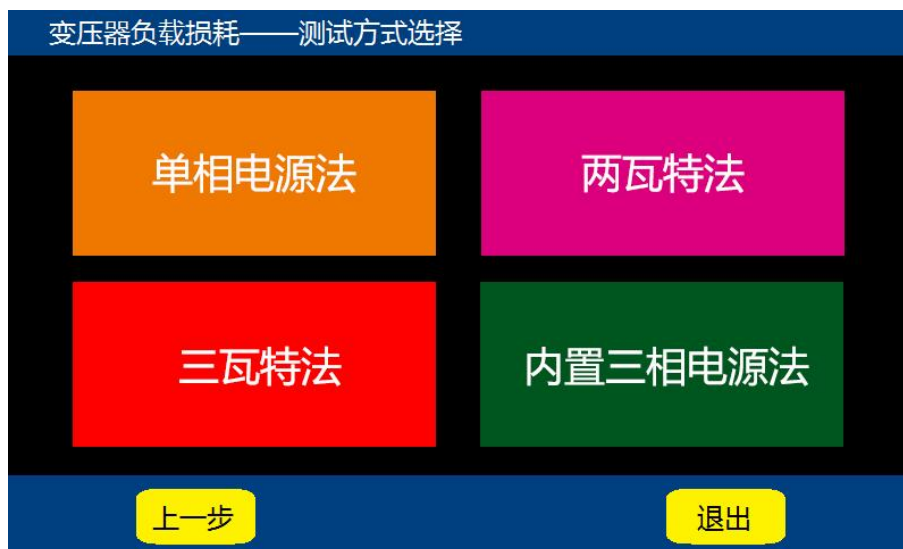 变压器负载损耗——测试方式选择
单相电源法
两瓦特法
三瓦特法
内置三相电源法
上一步
退出